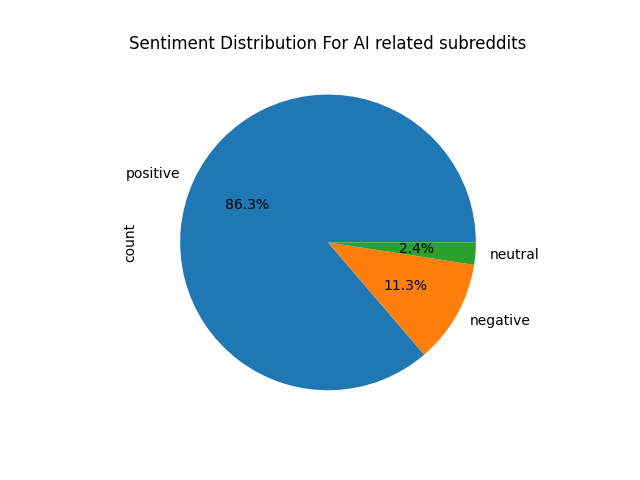 Sentiment Distribution For AI related subreddits
positive
86.3%
count
2.4%
neutral
11.3%
negative